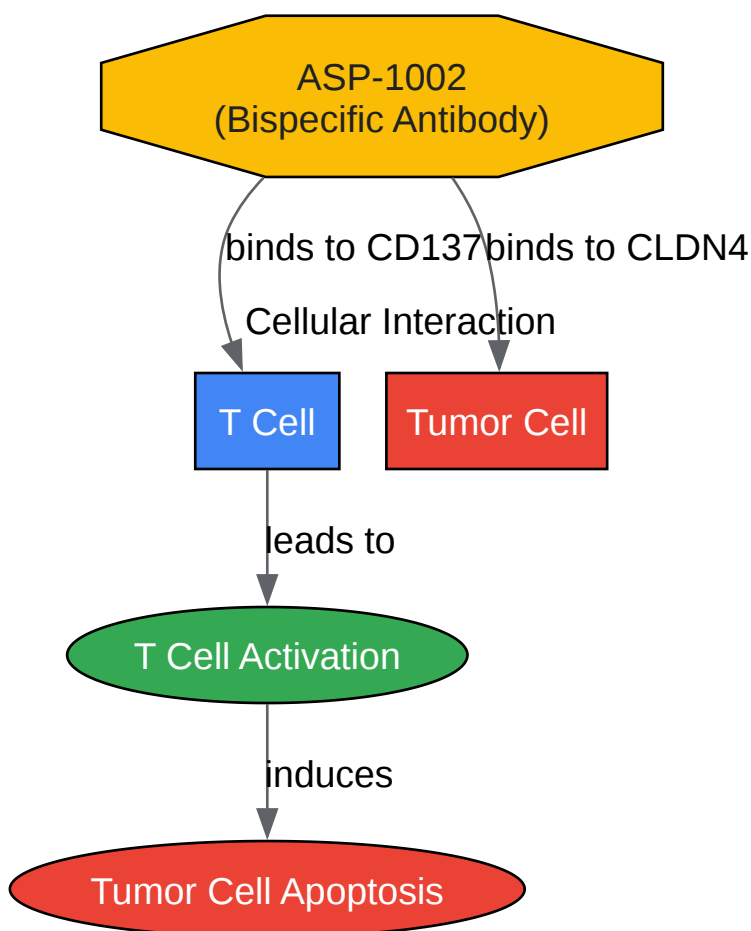 ASP-1002
(Bispecific Antibody)
binds to CD137
binds to CLDN4
Cellular Interaction
T Cell
Tumor Cell
leads to
T Cell Activation
induces
Tumor Cell Apoptosis